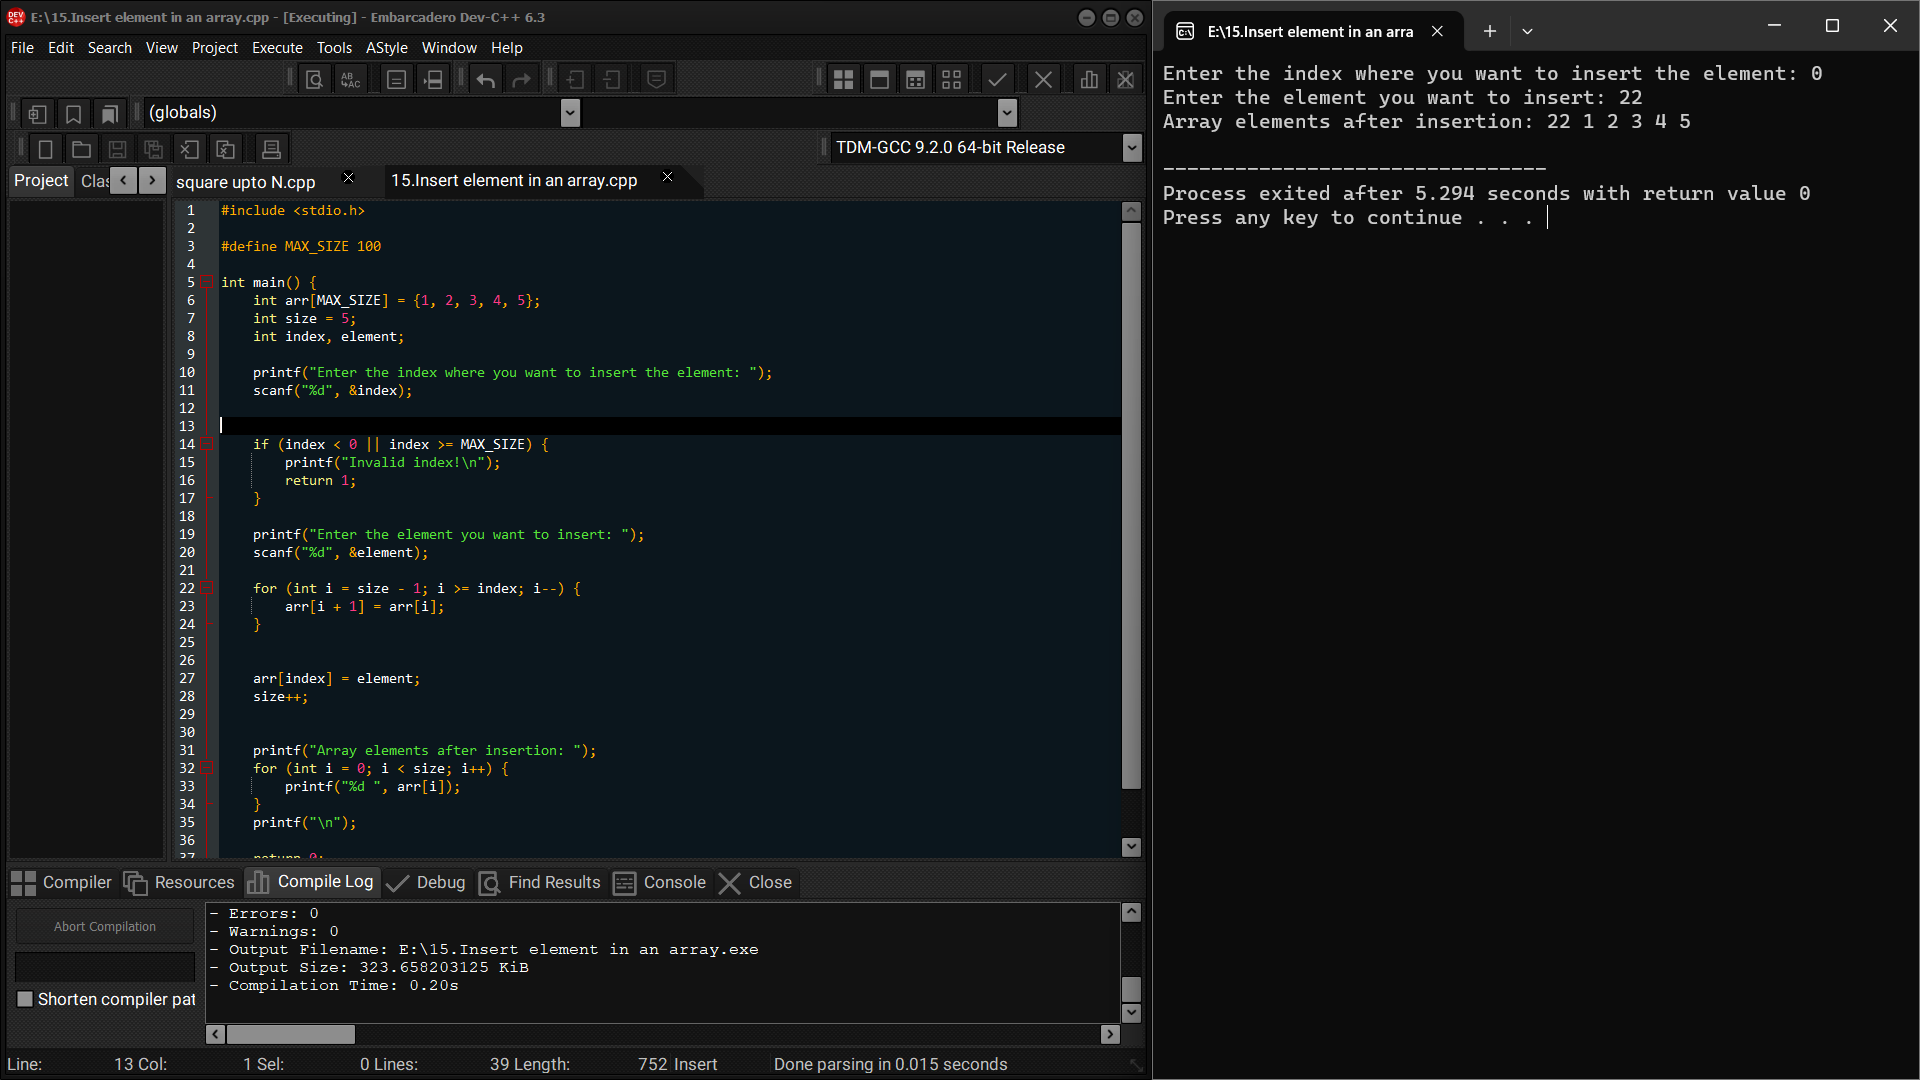 E:\15.Insert element in an array.cpp - [Executing] - Embarcadero Dev-C++ 6.3
File Edit Search View Project Execute Tools AStyle Window Help
(globals)
TDM-GCC 9.2.0 64-bit Release
Project Clas square upto N.cpp 15.Insert element in an array.cpp
1 #include <stdio.h>
2
3 #define MAX_SIZE 100
4
5 int main() {
6 int arr[MAX_SIZE] = {1, 2, 3, 4, 5};
7 int size = 5;
8 int index, element;
9
10 printf("Enter the index where you want to insert the element: ");
11 scanf("%d", &index);
12
13
14 if (index < 0 || index >= MAX_SIZE) {
15 printf("Invalid index!\n");
16 return 1;
17 }
18
19 printf("Enter the element you want to insert: ");
20 scanf("%d", &element);
21
22 for (int i = size - 1; i >= index; i--) {
23 arr[i + 1] = arr[i];
24 }
25
26
27 arr[index] = element;
28 size++;
29
30
31 printf("Array elements after insertion: ");
32 for (int i = 0; i < size; i++) {
33 printf("%d ", arr[i]);
34 }
35 printf("\n");
36
37 return 0;
Compiler Resources Compile Log Debug Find Results Console Close
Abort Compilation
Shorten compiler pat
- Errors: 0
- Warnings: 0
- Output Filename: E:\15.Insert element in an array.exe
- Output Size: 323.658203125 KiB
- Compilation Time: 0.20s
Line: 13 Col: 1 Sel: 0 Lines: 39 Length: 752 Insert Done parsing in 0.015 seconds
E:\15.Insert element in an arra
Enter the index where you want to insert the element: 0
Enter the element you want to insert: 22
Array elements after insertion: 22 1 2 3 4 5
--------------------------------
Process exited after 5.294 seconds with return value 0
Press any key to continue . . .